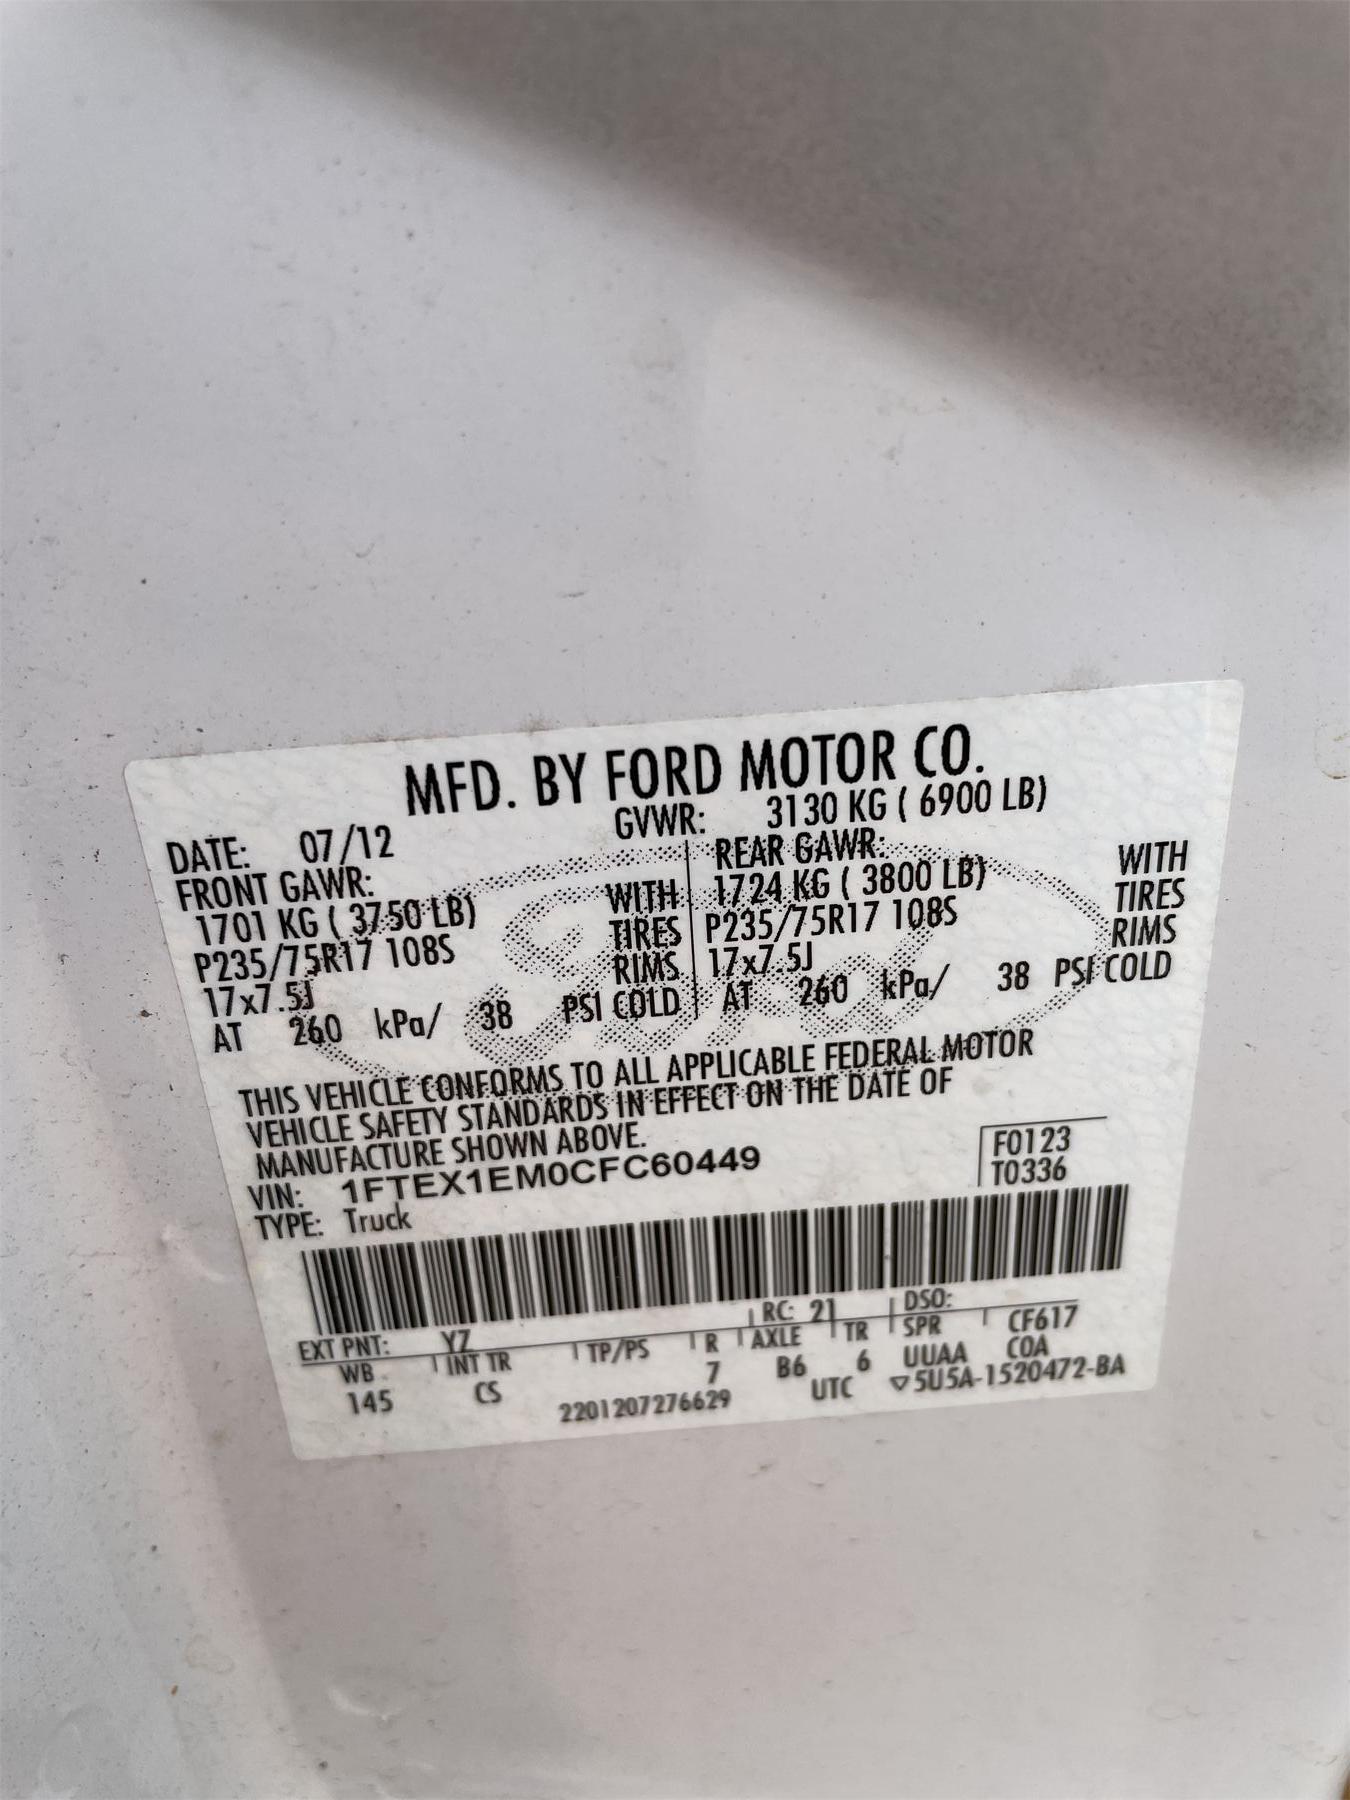 MFD. BY FORD MOTOR CO.
DATE: 07/12 GVWR: 3130 KG ( 6900 LB)
FRONT GAWR: REAR GAWR:
1701 KG ( 3750 LB) WITH 1724 KG ( 3800 LB) WITH
P235/75R17 108S TIRES P235/75R17 108S TIRES
17x7.5J RIMS 17x7.5J RIMS
AT 260 kPa/ 38 PSI COLD AT 260 kPa/ 38 PSI COLD
THIS VEHICLE CONFORMS TO ALL APPLICABLE FEDERAL MOTOR
VEHICLE SAFETY STANDARDS IN EFFECT ON THE DATE OF
MANUFACTURE SHOWN ABOVE.
VIN: 1FTEX1EM0CFC60449 F0123
TYPE: Truck T0336
EXT PNT: YZ RC: 21 DSO:
WB INT TR TP/PS R AXLE TR SPR CF617
145 CS 7 B6 6 UUAA COA
2201207276629 UTC ▽5U5A-1520472-BA